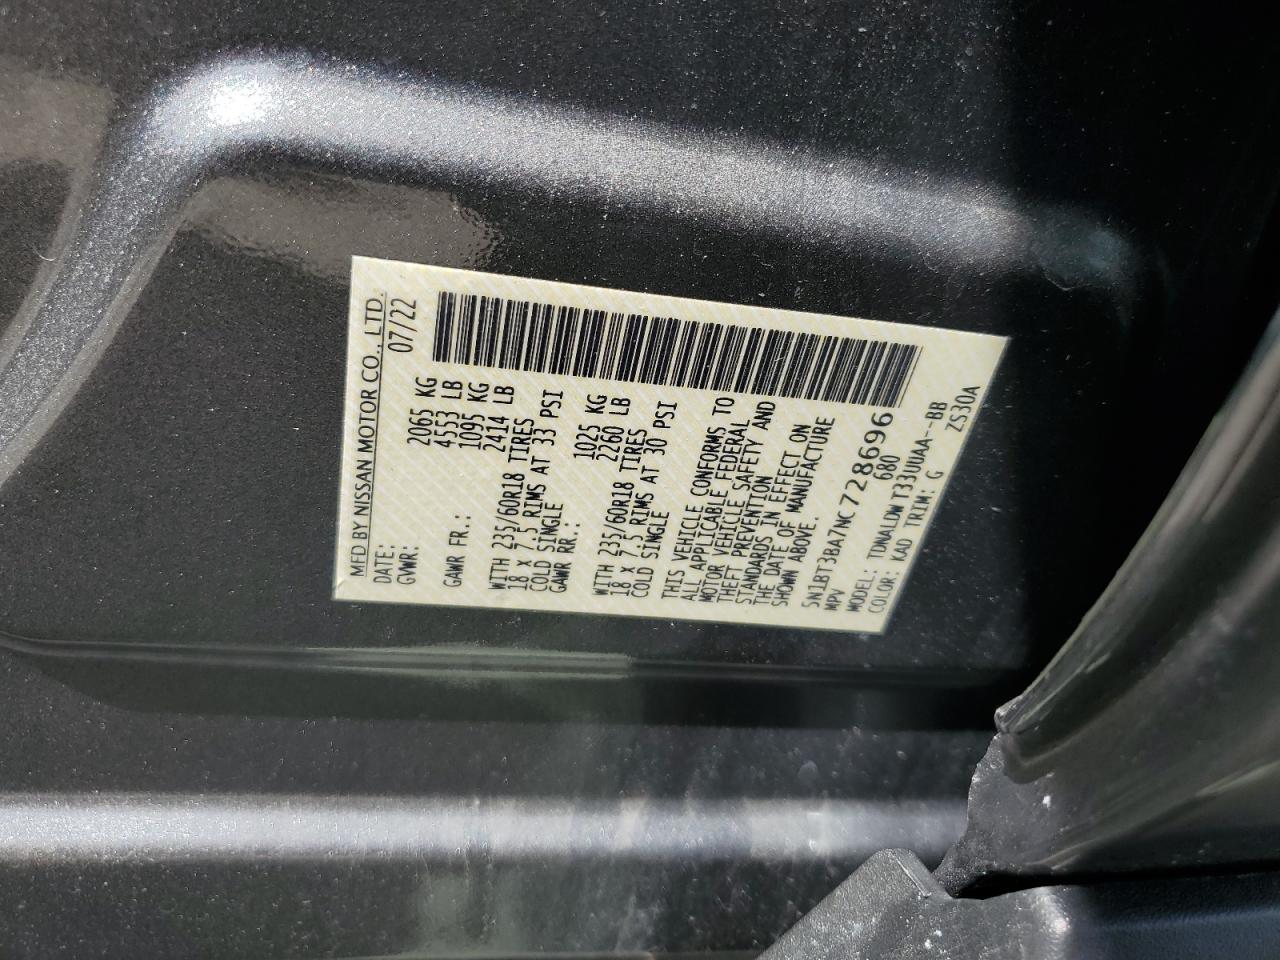 MFD BY NISSAN MOTOR CO., LTD.
DATE: 07/22
GVWR: 2065 KG
4553 LB
GAWR FR.: 1095 KG
2414 LB
WITH 235/60R18 TIRES
18 x 7.5 RIMS AT 33 PSI
COLD SINGLE
GAWR RR.: 1025 KG
2260 LB
WITH 235/60R18 TIRES
18 x 7.5 RIMS AT 30 PSI
COLD SINGLE
THIS VEHICLE CONFORMS TO
ALL APPLICABLE FEDERAL
MOTOR VEHICLE SAFETY AND
THEFT PREVENTION
STANDARDS IN EFFECT ON
THE DATE OF MANUFACTURE
SHOWN ABOVE.
5N1BT3BA7NC728696
MPV 680
MODEL: TDNALDW T33UUAA--BB
COLOR: KAD TRIM: G ZS30A